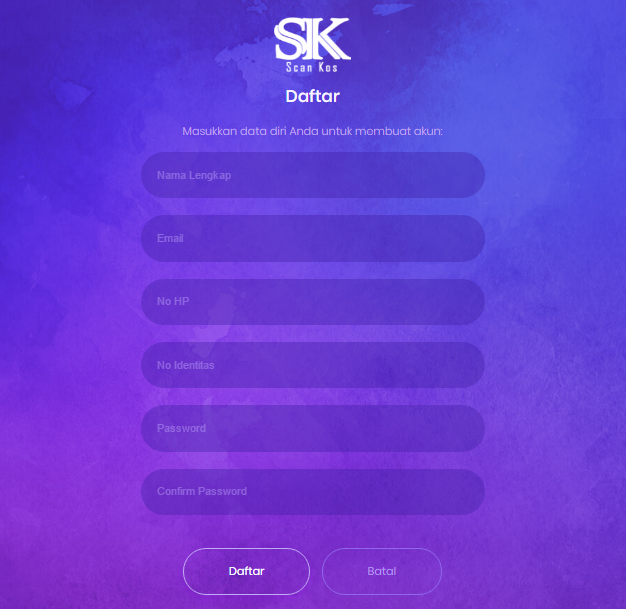 SK
Scan Kos
Daftar
Masukkan data diri Anda untuk membuat akun:
Nama Lengkap
Email
No HP
No Identitas
Password
Confirm Password
Daftar Batal